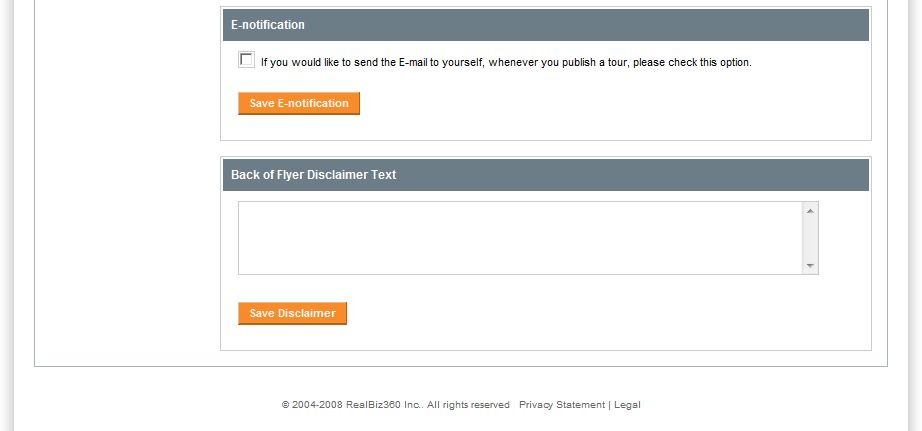 E-notification
If you would like to send the E-mail to yourself, whenever you publish a tour, please check this option.
Save E-notification
Back of Flyer Disclaimer Text
Save Disclaimer
© 2004-2008 RealBiz360 Inc.. All rights reserved   Privacy Statement | Legal